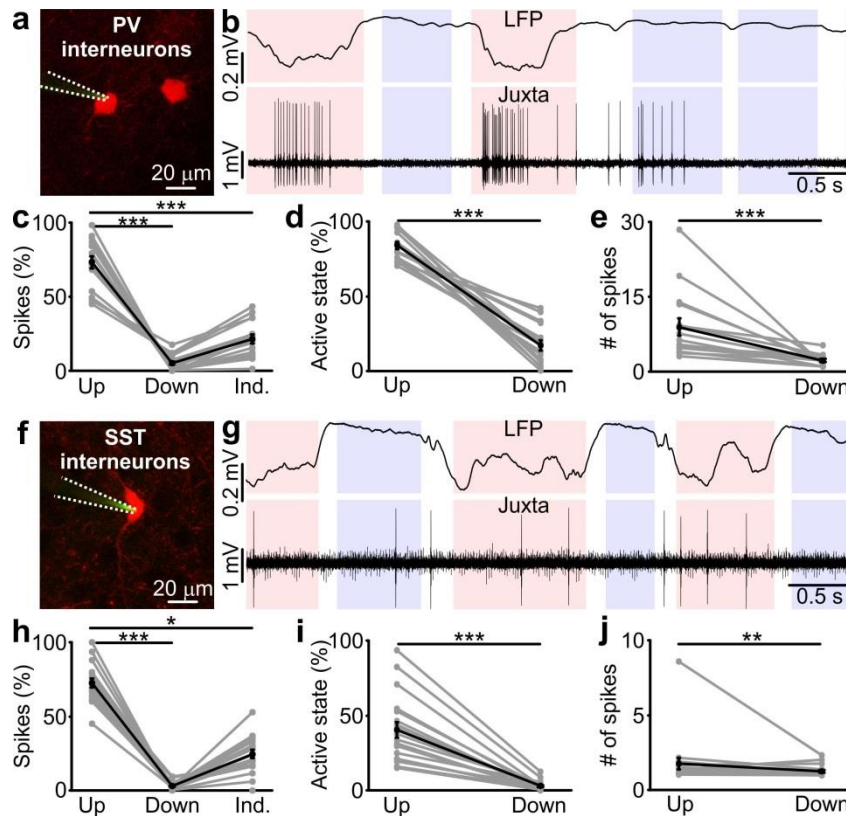 a
PV
interneurons
20 μm
b
LFP
0.2 mV
Juxta
1 mV
0.5 s
c
Spikes (%)
100
50
0
***
***
Up Down Ind.
d
Active state (%)
100
50
0
***
Up Down
e
# of spikes
30
15
0
***
Up Down
f
SST
interneurons
20 μm
g
LFP
0.2 mV
Juxta
1 mV
0.5 s
h
Spikes (%)
100
50
0
*
***
Up Down Ind.
i
Active state (%)
100
50
0
***
Up Down
j
# of spikes
10
5
0
**
Up Down